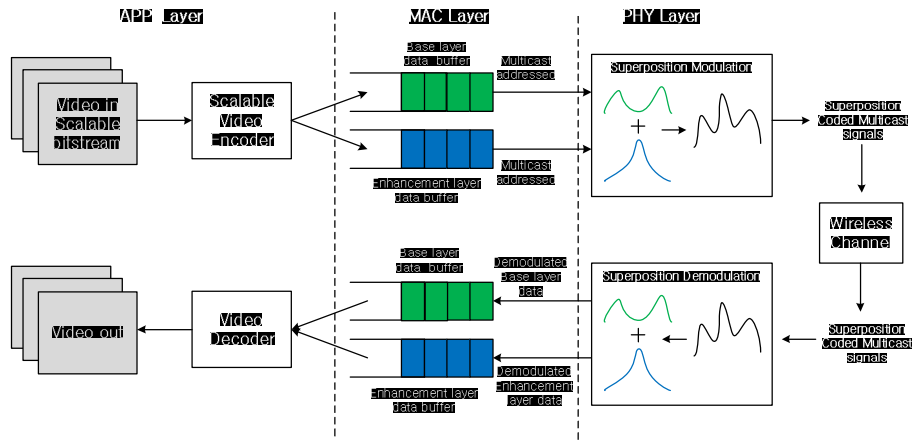 APP Layer
MAC Layer
PHY Layer
Base layer
data buffer
Multicast
addressed
Superposition Modulation
Video in
Scalable
bitstream
Scalable
Video
Encoder
+
Superposition
Coded Multicast
signals
Enhancement layer
data buffer
Multicast
addressed
Wireless
Channel
Base layer
data buffer
Demodulated
Base layer
data
Superposition Demodulation
Video out
Video
Decoder
+
Superposition
Coded Multicast
signals
Enhancement layer
data buffer
Demodulated
Enhancement
layer data